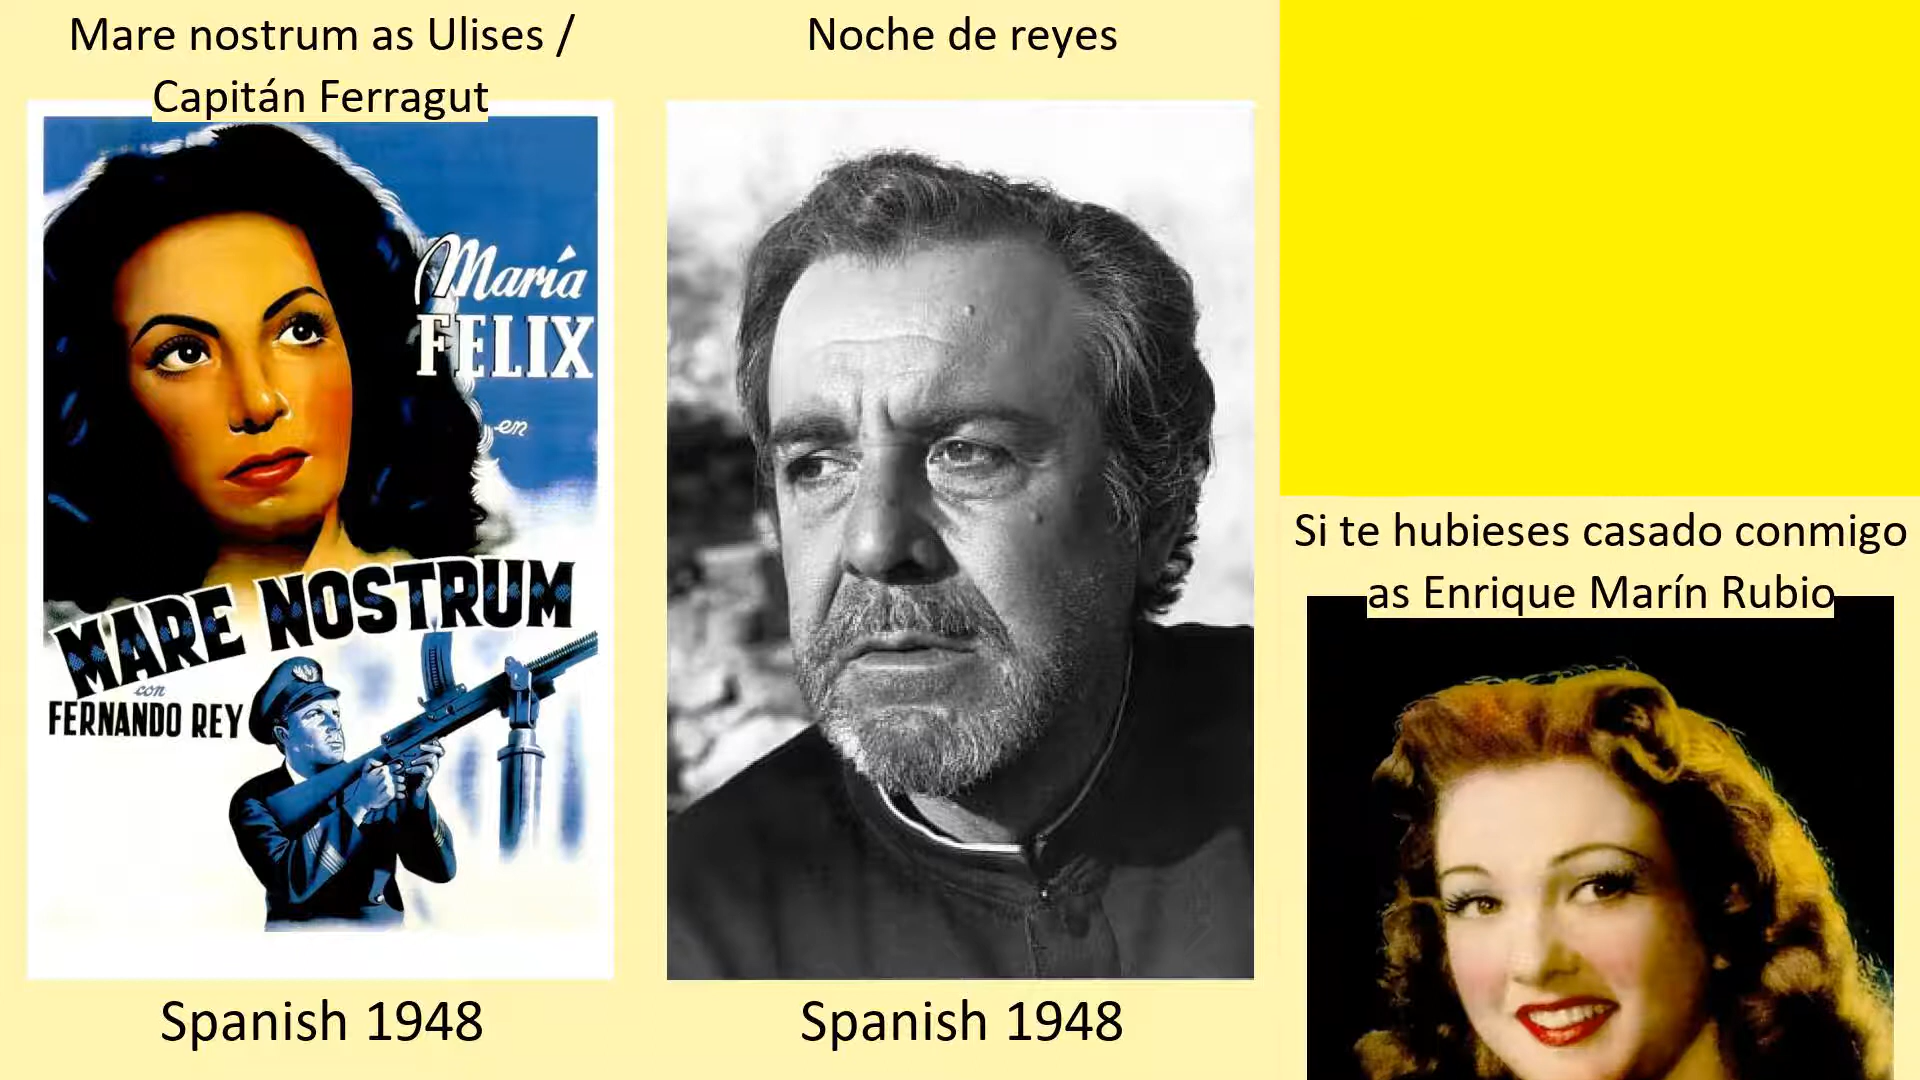 Mare nostrum as Ulises /
Capitán Ferragut
María
FELIX
en
MARE NOSTRUM
con
FERNANDO REY
Spanish 1948
Noche de reyes
Spanish 1948
Si te hubieses casado conmigo
as Enrique Marín Rubio